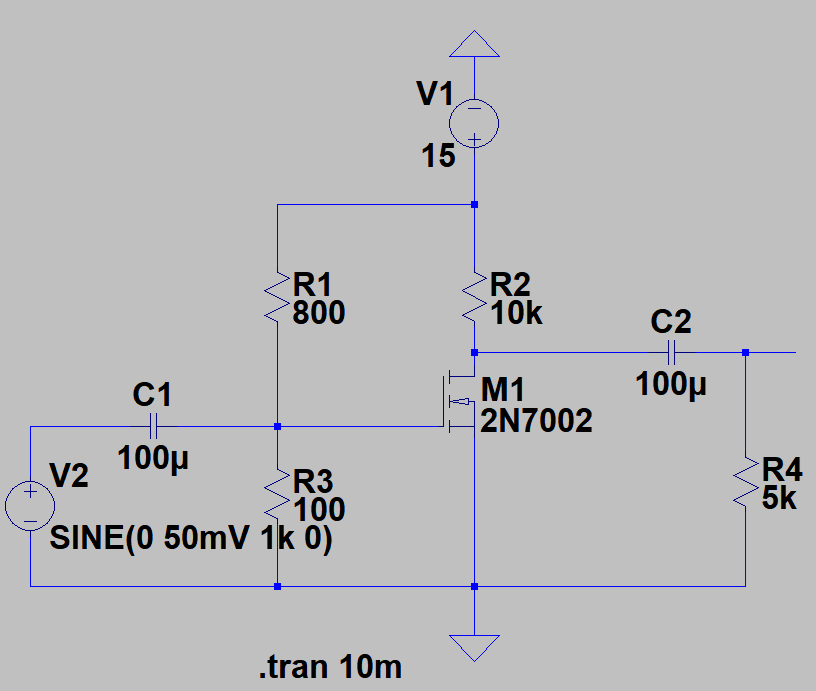 V1
15
R1
800
R2
10k
C2
100µ
C1
100µ
M1
2N7002
V2
SINE(0 50mV 1k 0)
R3
100
R4
5k
.tran 10m